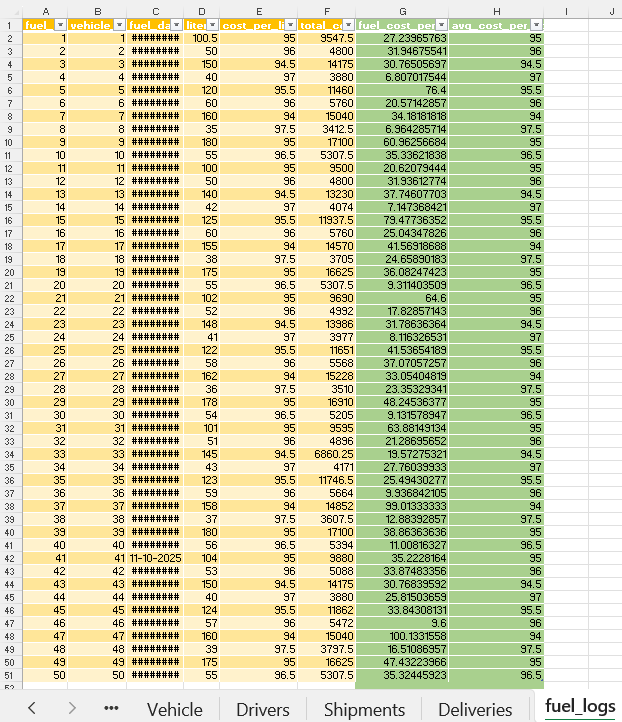 A B C D E F G H I J
1 fuel_ vehicle_ fuel_da liter cost_per_li total_c fuel_cost_per avg_cost_per
2 1 1 ######## 100.5 95 9547.5 27.23965763 95
3 2 2 ######## 50 96 4800 31.94675541 96
4 3 3 ######## 150 94.5 14175 30.76505697 94.5
5 4 4 ######## 40 97 3880 6.807017544 97
6 5 5 ######## 120 95.5 11460 76.4 95.5
7 6 6 ######## 60 96 5760 20.57142857 96
8 7 7 ######## 160 94 15040 34.18181818 94
9 8 8 ######## 35 97.5 3412.5 6.964285714 97.5
10 9 9 ######## 180 95 17100 60.96256684 95
11 10 10 ######## 55 96.5 5307.5 35.33621838 96.5
12 11 11 ######## 100 95 9500 20.62079444 95
13 12 12 ######## 50 96 4800 31.93612774 96
14 13 13 ######## 140 94.5 13230 37.74607703 94.5
15 14 14 ######## 42 97 4074 7.147368421 97
16 15 15 ######## 125 95.5 11937.5 79.47736352 95.5
17 16 16 ######## 60 96 5760 25.04347826 96
18 17 17 ######## 155 94 14570 41.56918688 94
19 18 18 ######## 38 97.5 3705 24.65890183 97.5
20 19 19 ######## 175 95 16625 36.08247423 95
21 20 20 ######## 55 96.5 5307.5 9.311403509 96.5
22 21 21 ######## 102 95 9690 64.6 95
23 22 22 ######## 52 96 4992 17.82857143 96
24 23 23 ######## 148 94.5 13986 31.78636364 94.5
25 24 24 ######## 41 97 3977 8.116326531 97
26 25 25 ######## 122 95.5 11651 41.53654189 95.5
27 26 26 ######## 58 96 5568 37.07057257 96
28 27 27 ######## 162 94 15228 33.05404819 94
29 28 28 ######## 36 97.5 3510 23.35329341 97.5
30 29 29 ######## 178 95 16910 48.24536377 95
31 30 30 ######## 54 96.5 5205 9.131578947 96.5
32 31 31 ######## 101 95 9595 63.88149134 95
33 32 32 ######## 51 96 4896 21.28695652 96
34 33 33 ######## 145 94.5 6860.25 19.57275321 94.5
35 34 34 ######## 43 97 4171 27.76039933 97
36 35 35 ######## 123 95.5 11746.5 25.49430277 95.5
37 36 36 ######## 59 96 5664 9.936842105 96
38 37 37 ######## 158 94 14852 99.01333333 94
39 38 38 ######## 37 97.5 3607.5 12.88392857 97.5
40 39 39 ######## 180 95 17100 38.86363636 95
41 40 40 ######## 56 96.5 5394 11.00816327 96.5
42 41 41 11-10-2025 104 95 9880 35.2228164 95
43 42 42 ######## 53 96 5088 33.87483356 96
44 43 43 ######## 150 94.5 14175 30.76839592 94.5
45 44 44 ######## 40 97 3880 25.81503659 97
46 45 45 ######## 124 95.5 11862 33.84308131 95.5
47 46 46 ######## 57 96 5472 9.6 96
48 47 47 ######## 160 94 15040 100.1331558 94
49 48 48 ######## 39 97.5 3797.5 16.51086957 97.5
50 49 49 ######## 175 95 16625 47.43223966 95
51 50 50 ######## 55 96.5 5307.5 35.32445923 96.5
52
Vehicle Drivers Shipments Deliveries fuel_logs